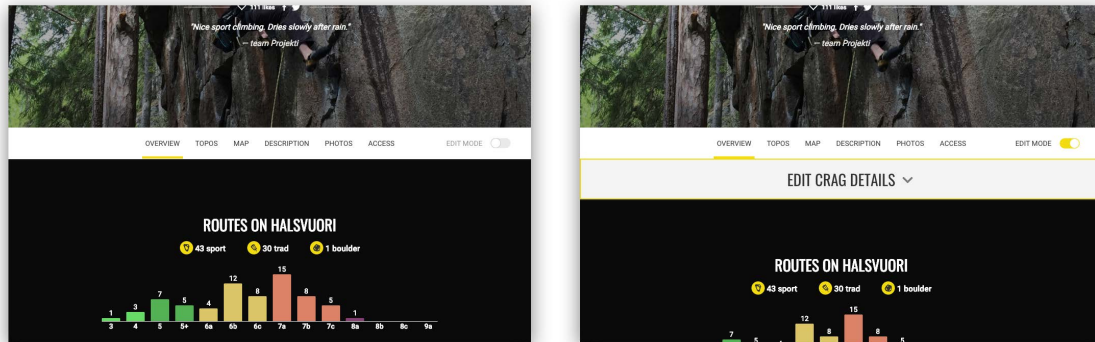 111 likes
"Nice sport climbing. Dries slowly after rain."
— team Projekti
OVERVIEW TOPOS MAP DESCRIPTION PHOTOS ACCESS EDIT MODE
ROUTES ON HALSVUORI
43 sport 30 trad 1 boulder
1 3 7 5 4 12 8 15 8 5 1
3 4 5 5+ 6a 6b 6c 7a 7b 7c 8a 8b 8c 9a
111 likes
"Nice sport climbing. Dries slowly after rain."
— team Projekti
OVERVIEW TOPOS MAP DESCRIPTION PHOTOS ACCESS EDIT MODE
EDIT CRAG DETAILS
ROUTES ON HALSVUORI
43 sport 30 trad 1 boulder
7 5 12 8 15 8 5